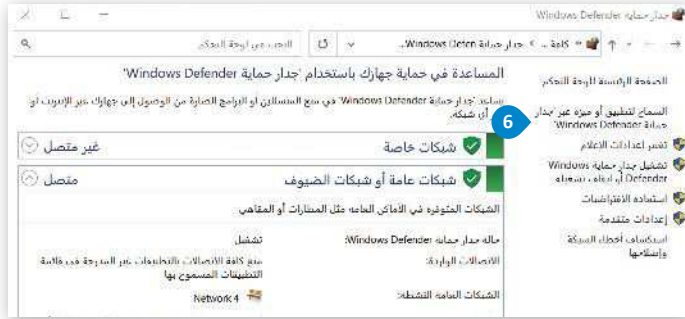 جدار حماية Windows Defender
كافة ... > جدار حماية Windows Defen...
البحث في لوحة التحكم
الصفحة الرئيسية للوحة التحكم
السماح لتطبيق أو ميزة عبر 'جدار
حماية Windows Defender'
تغيير إعدادات الإعلام
تشغيل جدار حماية Windows
Defender أو إيقاف تشغيله
استعادة الافتراضيات
إعدادات متقدمة
استكشاف أخطاء الشبكة
وإصلاحها
6
المساعدة في حماية جهازك باستخدام 'جدار حماية Windows Defender'
يساعد 'جدار حماية Windows Defender' في منع المتسللين أو البرامج الضارة من الوصول إلى جهازك عبر الإنترنت أو
أي شبكة.
شبكات خاصة
غير متصل
شبكات عامة أو شبكات الضيوف
متصل
الشبكات المتوفرة في الأماكن العامة مثل المطارات أو المقاهي
حالة جدار حماية Windows Defender:
تشغيل
الاتصالات الواردة:
منع كافة الاتصالات بالتطبيقات غير المدرجة في قائمة
التطبيقات المسموح بها
الشبكات العامة النشطة:
Network 4